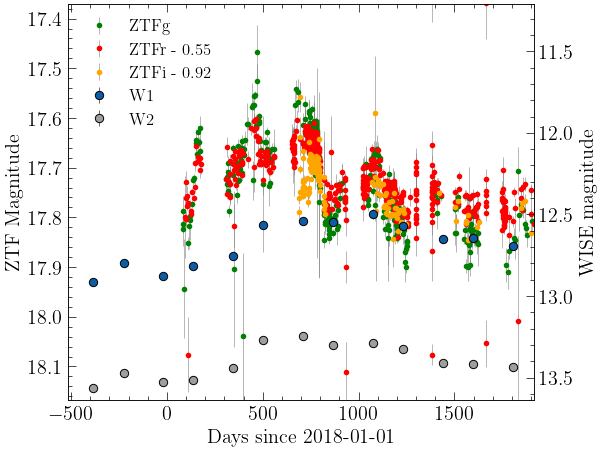 ZTFg
ZTFr - 0.55
ZTFi - 0.92
W1
W2
17.4
17.5
17.6
17.7
17.8
17.9
18.0
18.1
ZTF Magnitude
11.5
12.0
12.5
13.0
13.5
WISE magnitude
−500
0
500
1000
1500
Days since 2018-01-01